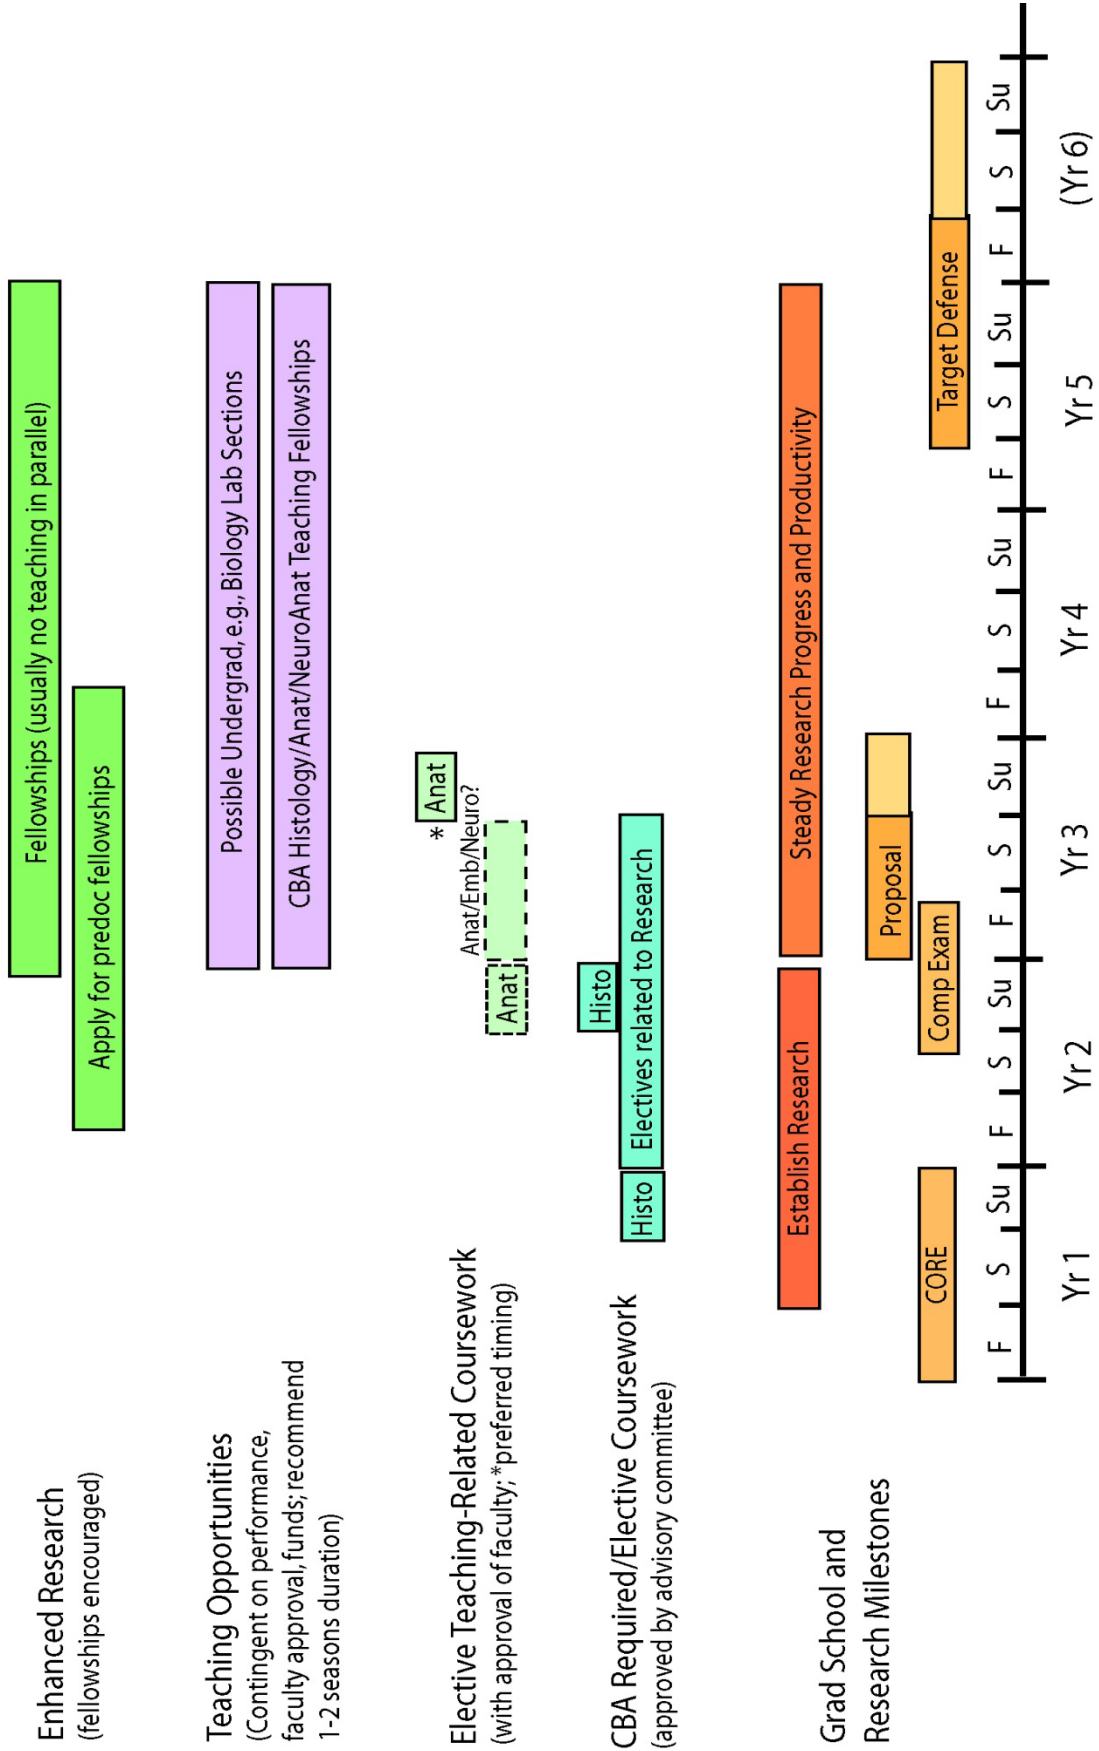 Enhanced Research
(fellowships encouraged)
Fellowships (usually no teaching in parallel)
Apply for predoc fellowships
Teaching Opportunities
(Contingent on performance,
faculty approval, funds; recommend
1-2 seasons duration)
Possible Undergrad, e.g., Biology Lab Sections
CBA Histology/Anat/NeuroAnat Teaching Fellowships
Elective Teaching-Related Coursework
(with approval of faculty; *preferred timing)
* Anat
Anat/Emb/Neuro?
Anat
CBA Required/Elective Coursework
(approved by advisory committee)
Histo
Histo Electives related to Research
Grad School and
Research Milestones
Establish Research Steady Research Progress and Productivity
Proposal
CORE Comp Exam Target Defense
F S Su F S Su F S Su F S Su F S Su F S Su
Yr 1 Yr 2 Yr 3 Yr 4 Yr 5 (Yr 6)